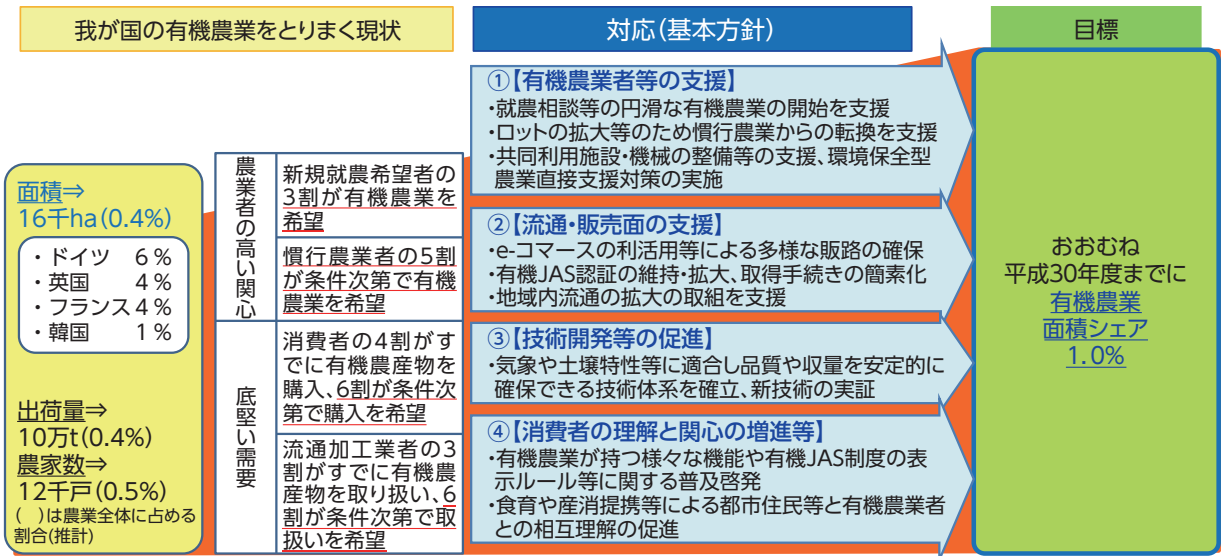 我が国の有機農業をとりまく現状
面積⇒
16千ha(0.4%)
・ドイツ 6%
・英国 4%
・フランス 4%
・韓国 1%
出荷量⇒
10万t(0.4%)
農家数⇒
12千戸(0.5%)
( )は農業全体に占める
割合(推計)
農業者の高い関心
新規就農希望者の
3割が有機農業を
希望
慣行農業者の5割
が条件次第で有機
農業を希望
底堅い需要
消費者の4割がす
でに有機農産物を
購入、6割が条件次
第で購入を希望
流通加工業者の3
割がすでに有機農
産物を取り扱い、6
割が条件次第で取
扱いを希望
対応(基本方針)
①【有機農業者等の支援】
・就農相談等の円滑な有機農業の開始を支援
・ロットの拡大等のため慣行農業からの転換を支援
・共同利用施設・機械の整備等の支援、環境保全型
農業直接支援対策の実施
②【流通・販売面の支援】
・e-コマースの利活用等による多様な販路の確保
・有機JAS認証の維持・拡大、取得手続きの簡素化
・地域内流通の拡大の取組を支援
③【技術開発等の促進】
・気象や土壌特性等に適合し品質や収量を安定的に
確保できる技術体系を確立、新技術の実証
④【消費者の理解と関心の増進等】
・有機農業が持つ様々な機能や有機JAS制度の表
示ルール等に関する普及啓発
・食育や産消提携等による都市住民等と有機農業者
との相互理解の促進
目標
おおむね
平成30年度までに
有機農業
面積シェア
1.0%